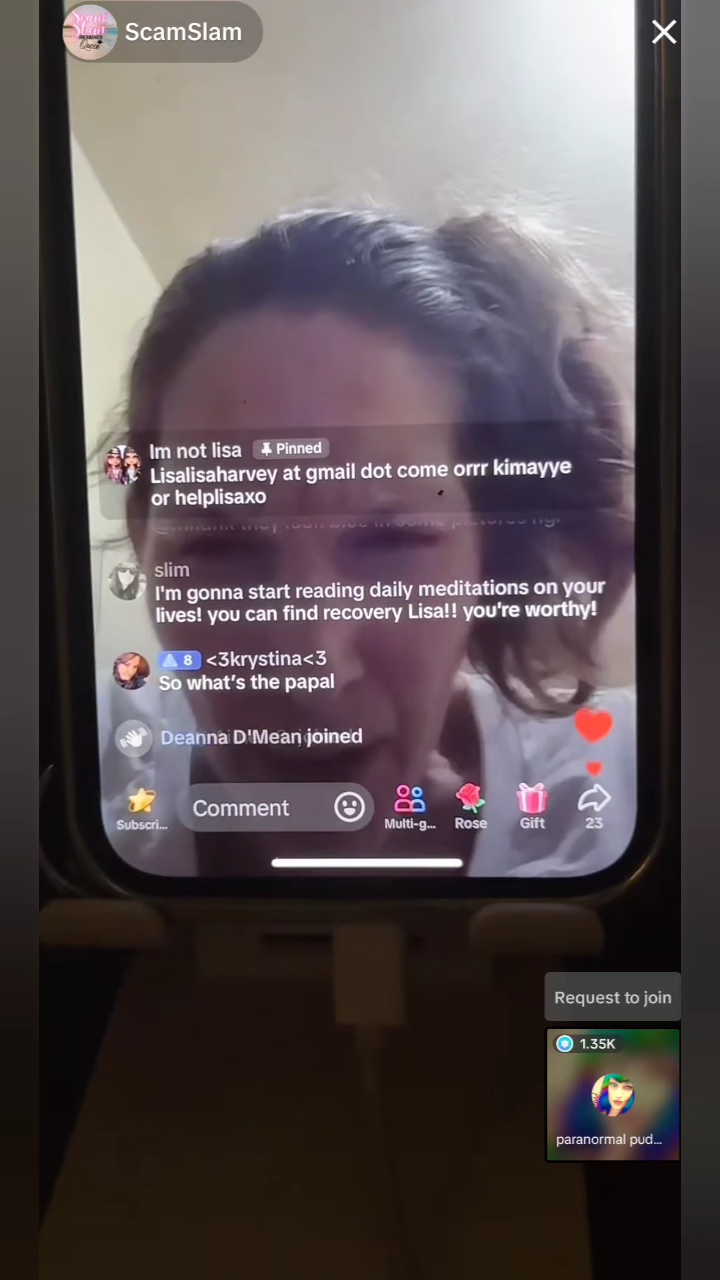 ScamSlam
Im not lisa Pinned
Lisalisaharvey at gmail dot come orrr kimayye
or helplisaxo
slim
I'm gonna start reading daily meditations on your
lives! you can find recovery Lisa!! you're worthy!
8 <3krystina<3
So what's the papal
Deanna D'Mean joined
Subscri...
Comment
Multi-g...
Rose
Gift
23
Request to join
1.35K
paranormal pud...